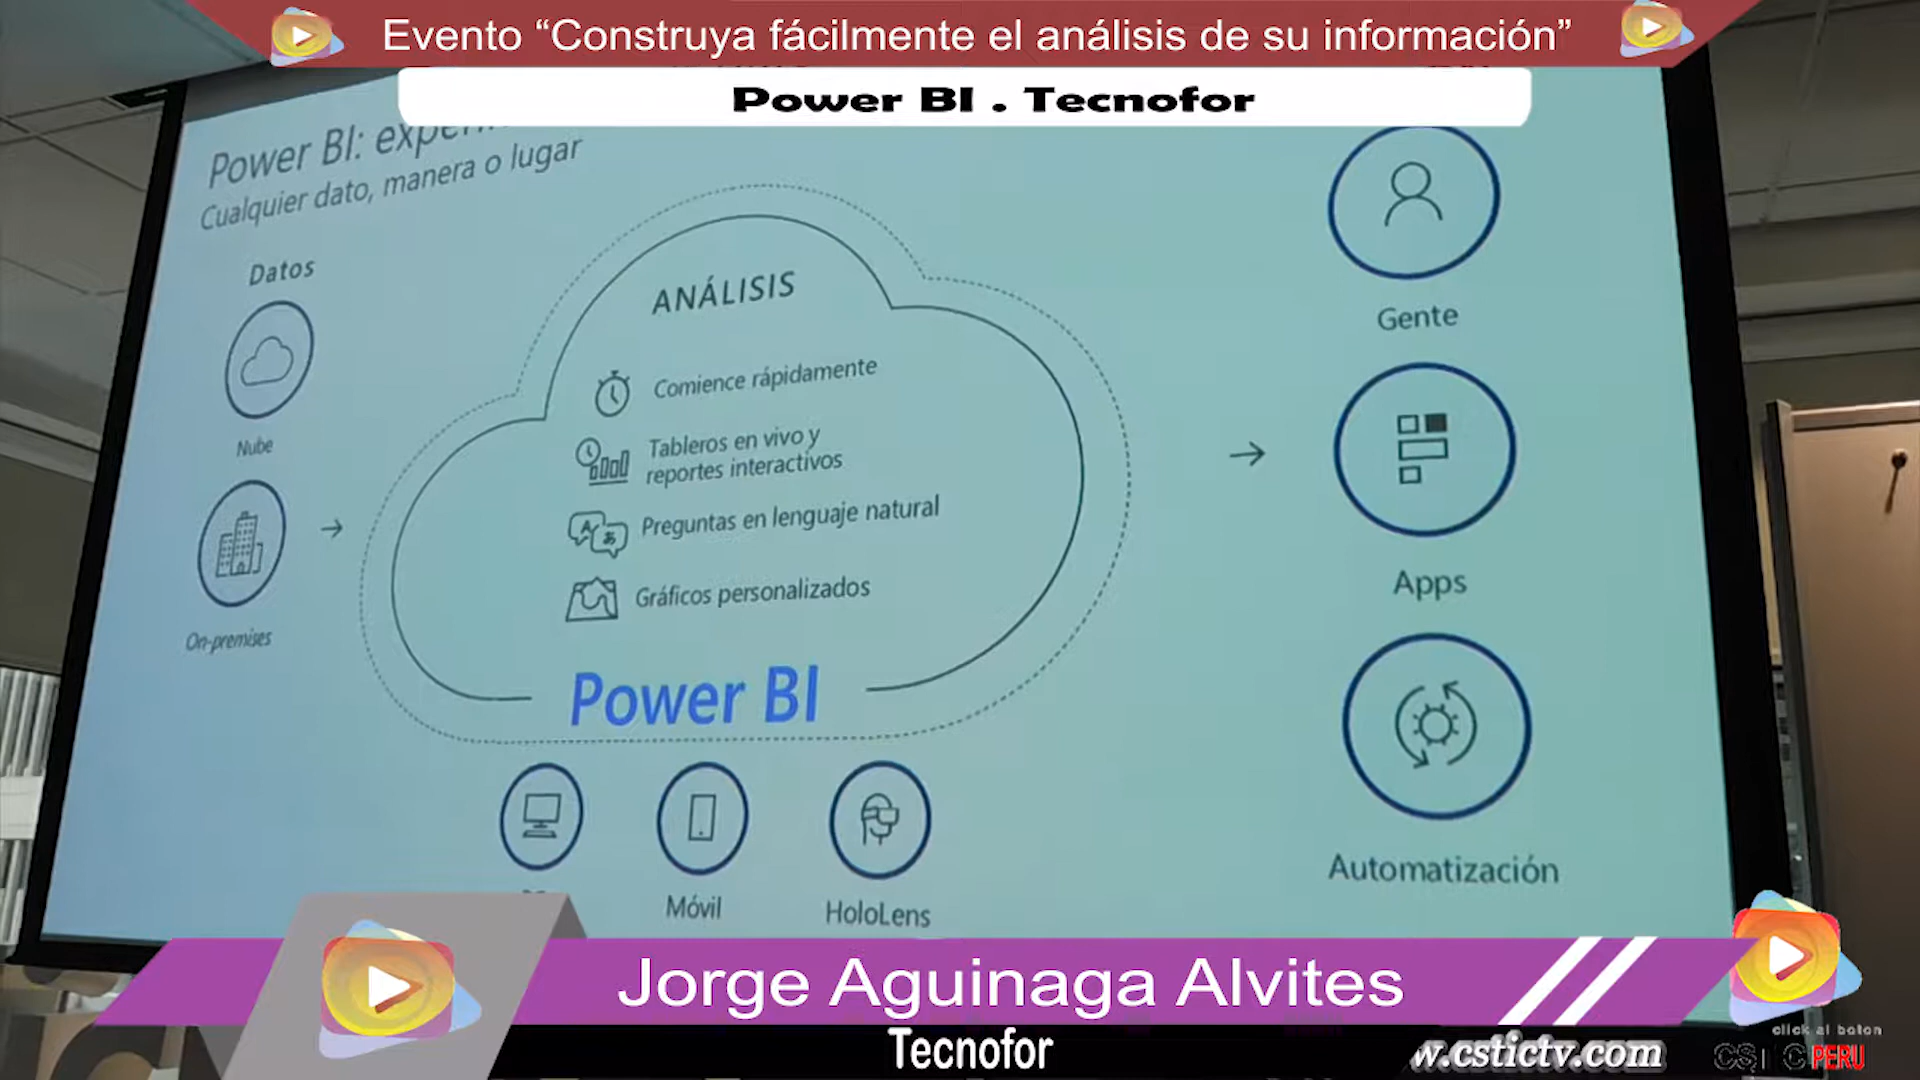 Evento “Construya fácilmente el análisis de su información”
Power BI . Tecnofor
Power BI:
Cualquier dato, manera o lugar
Datos
Nube
On-premises
ANÁLISIS
Comience rápidamente
Tableros en vivo y
reportes interactivos
Preguntas en lenguaje natural
Gráficos personalizados
Power BI
Móvil
HoloLens
Gente
Apps
Automatización
Jorge Aguinaga Alvites
Tecnofor
w.cstictv.com
click al boton
PERU